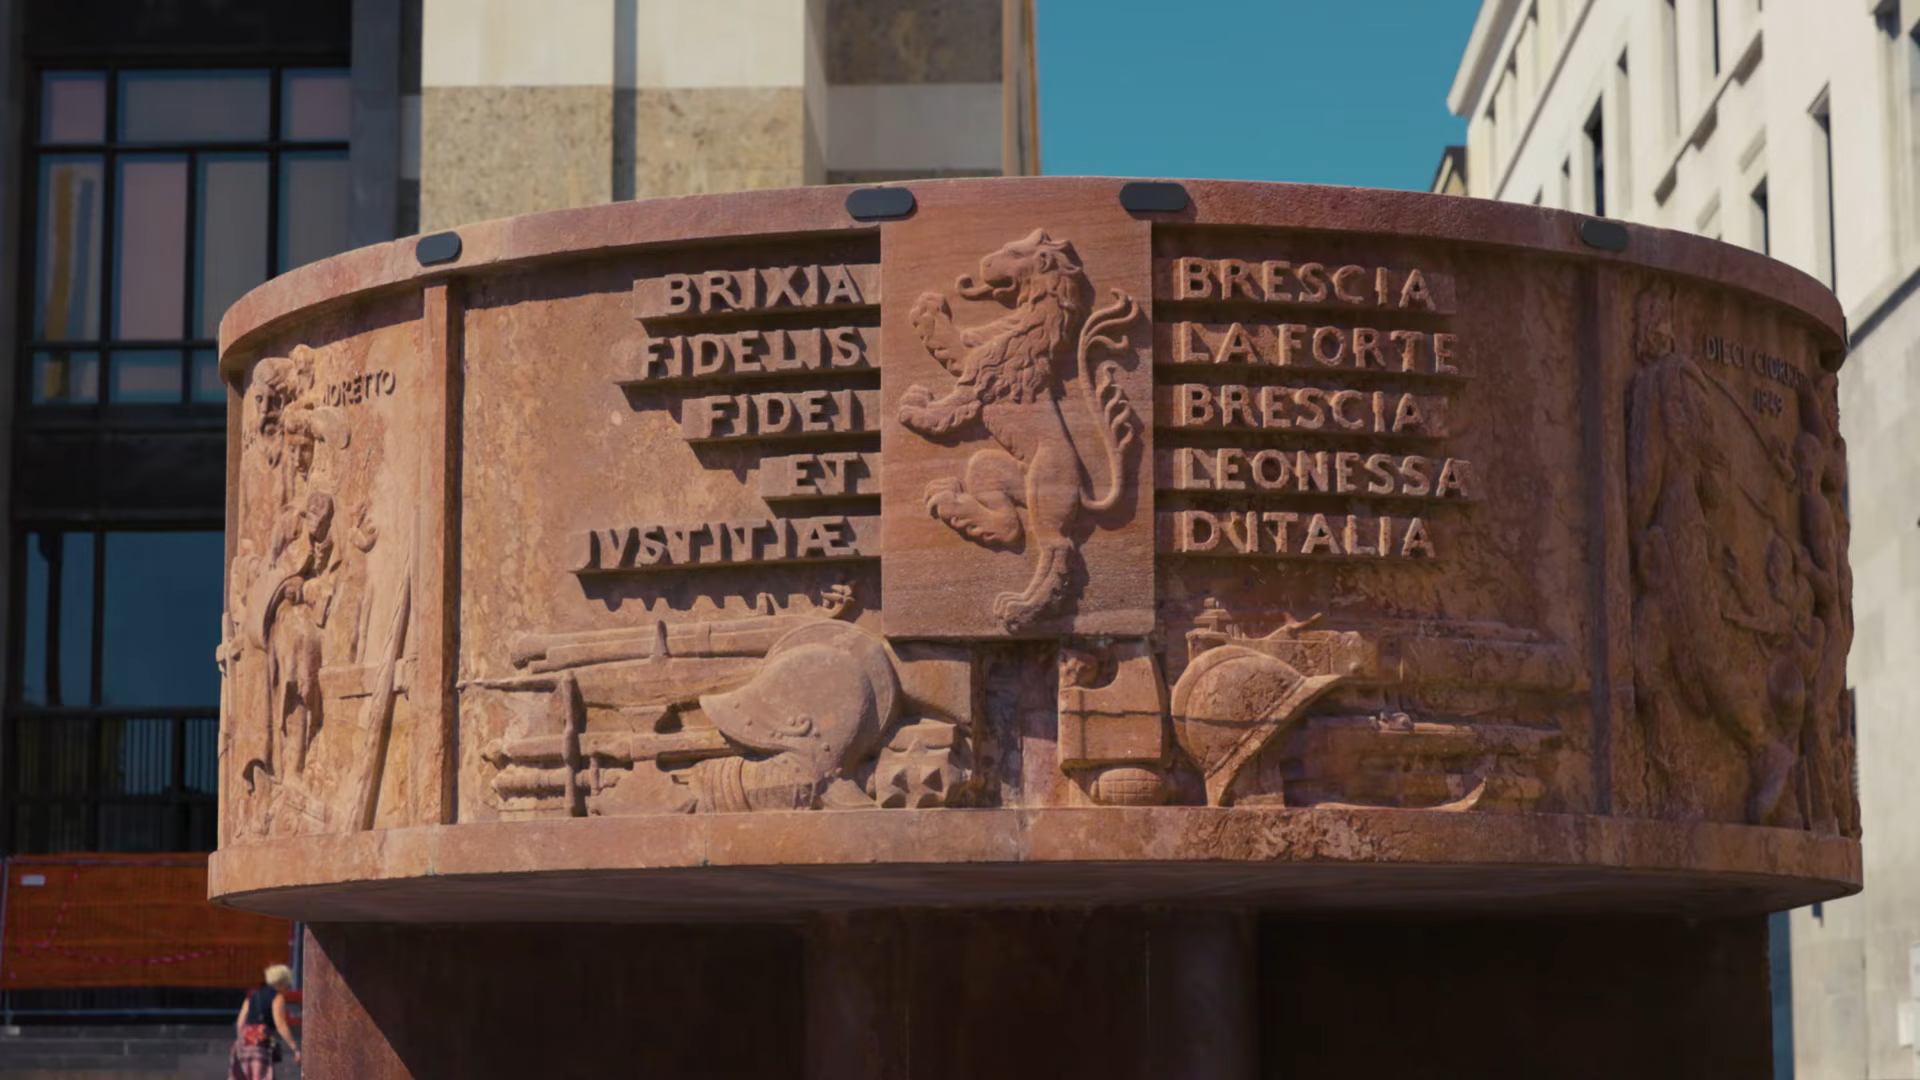 MORETTO
BRIXIA
FIDELIS
FIDEI
ET
IVSTITIÆ
BRESCIA
LA FORTE
BRESCIA
LEONESSA
D'ITALIA
DIECI GIORNATE
1849